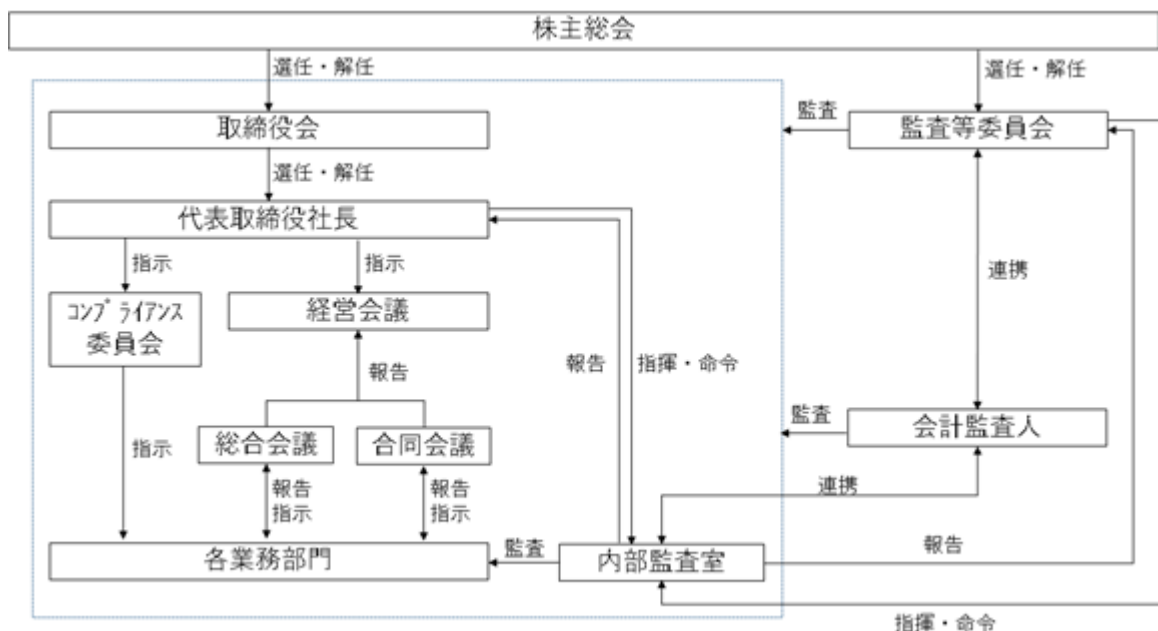 株主総会
選任・解任
選任・解任
取締役会
監査
監査等委員会
選任・解任
代表取締役社長
指示
指示
連携
コンプライアンス
委員会
経営会議
報告
報告
指揮・命令
監査
会計監査人
指示
総合会議
合同会議
報告
指示
報告
指示
連携
各業務部門
監査
内部監査室
報告
指揮・命令